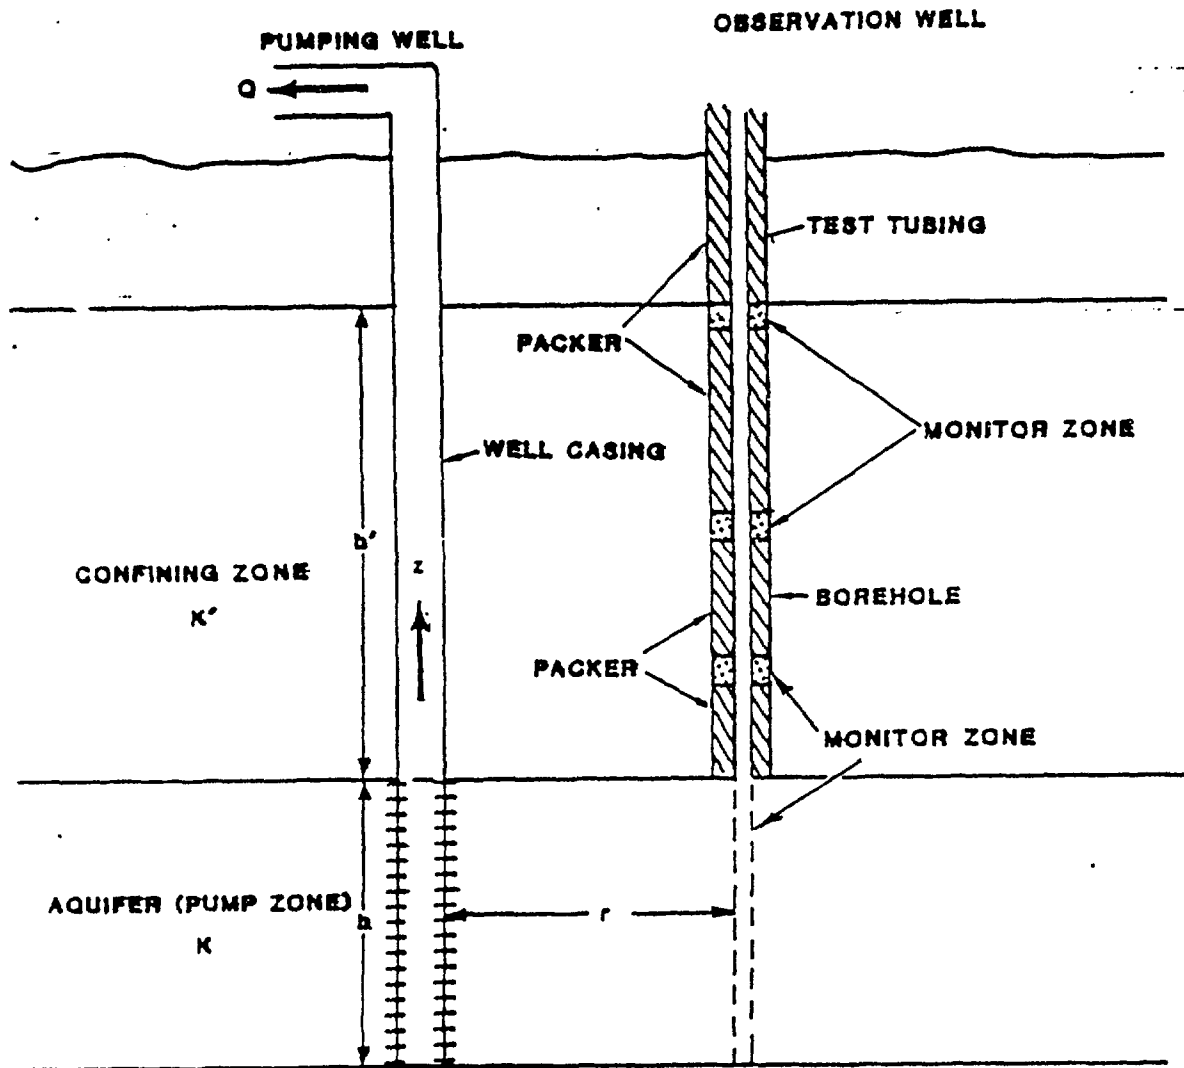 OBSERVATION WELL
PUMPING WELL
Q
TEST TUBING
PACKER
MONITOR ZONE
WELL CASING
b'
z
CONFINING ZONE
K'
BOREHOLE
PACKER
MONITOR ZONE
AQUIFER (PUMP ZONE)
b
r
K